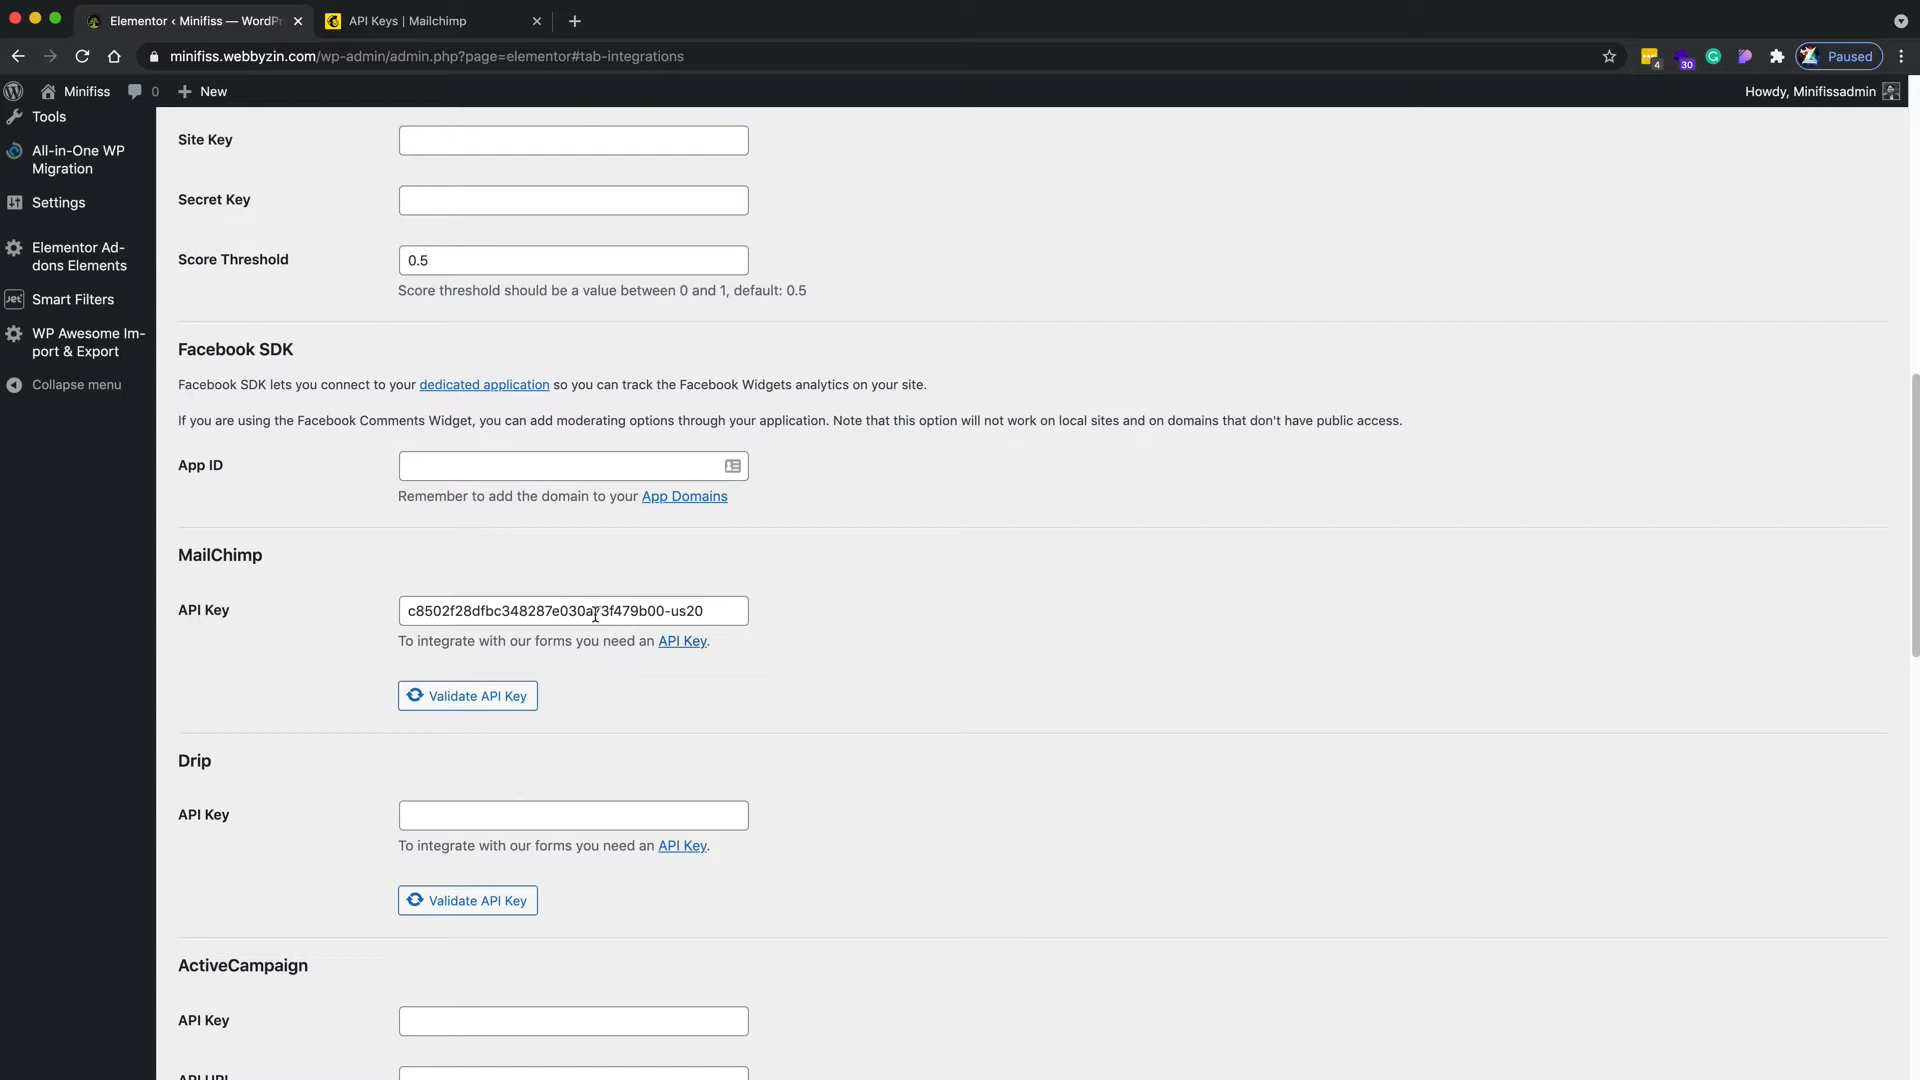 Elementor ‹ Minifiss — WordPr
API Keys | Mailchimp
minifiss.webbyzin.com/wp-admin/admin.php?page=elementor#tab-integrations
4
30
Paused
Minifiss
0
New
Howdy, Minifissadmin
Tools
All-in-One WP
Migration
Settings
Elementor Ad-
dons Elements
Jet
Smart Filters
WP Awesome Im-
port & Export
Collapse menu
Site Key
Secret Key
Score Threshold
0.5
Score threshold should be a value between 0 and 1, default: 0.5
Facebook SDK
Facebook SDK lets you connect to your dedicated application so you can track the Facebook Widgets analytics on your site.
If you are using the Facebook Comments Widget, you can add moderating options through your application. Note that this option will not work on local sites and on domains that don't have public access.
App ID
Remember to add the domain to your App Domains
MailChimp
API Key
To integrate with our forms you need an API Key.
Validate API Key
Drip
API Key
To integrate with our forms you need an API Key.
Validate API Key
ActiveCampaign
API Key
API URL